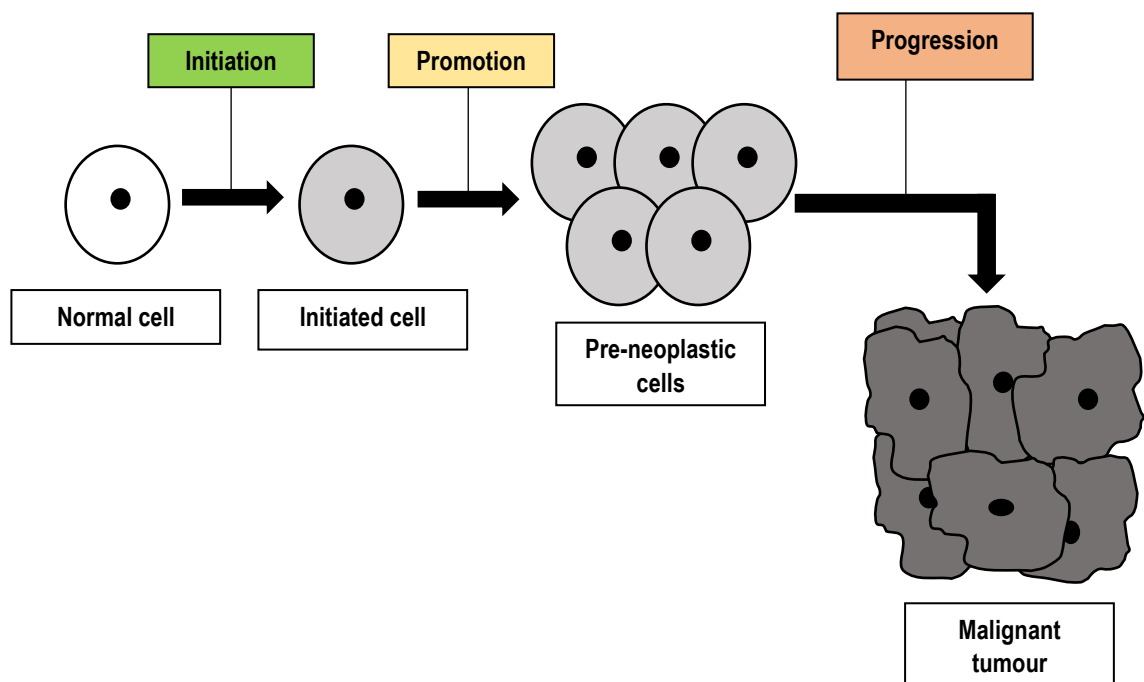 Initiation
Promotion
Progression
Normal cell
Initiated cell
Pre-neoplastic
cells
Malignant
tumour